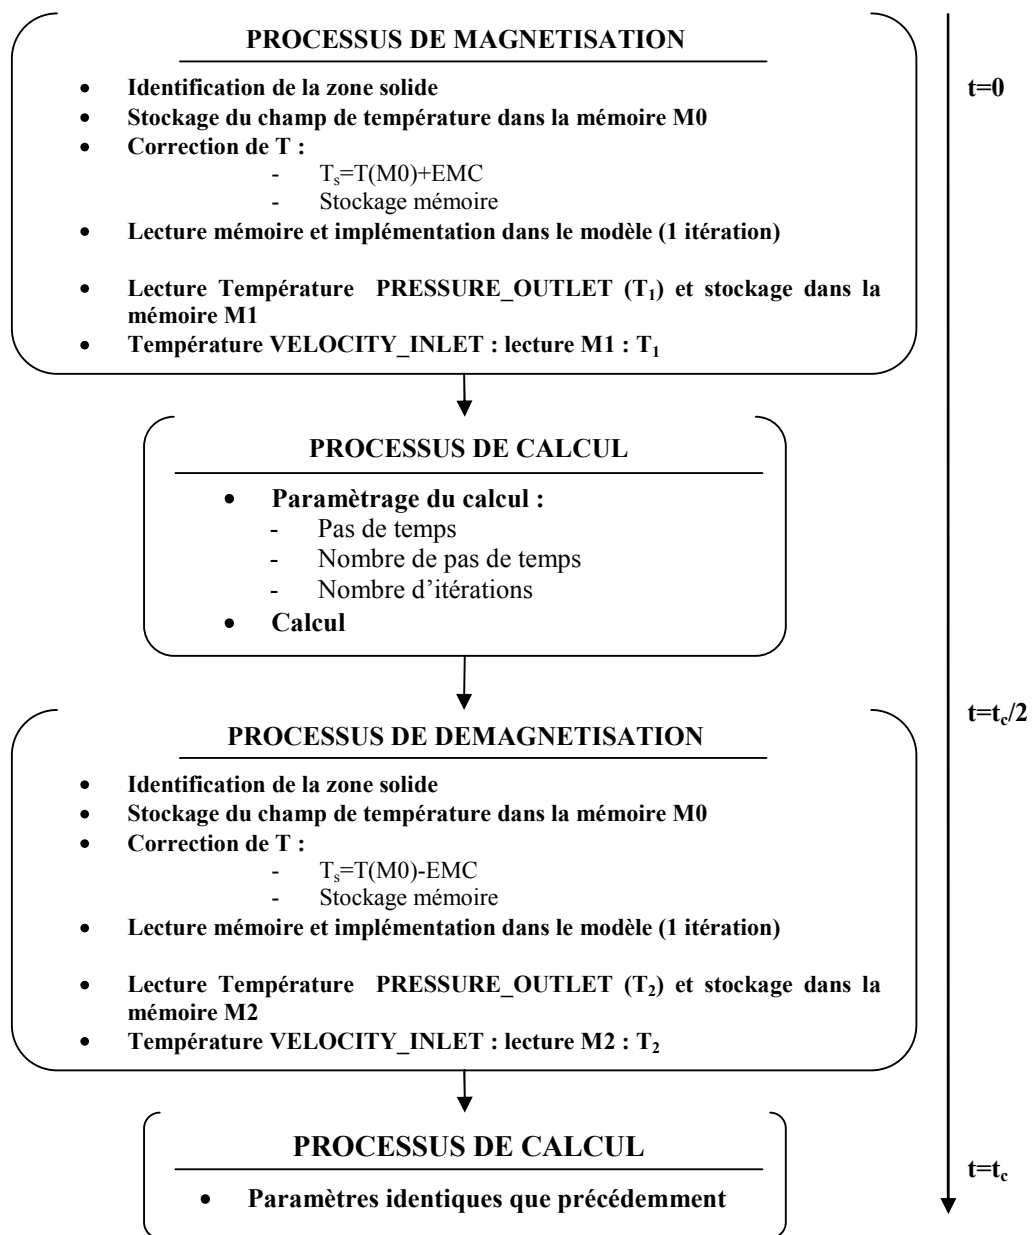 PROCESSUS DE MAGNETISATION
• Identification de la zone solide
t=0
• Stockage du champ de température dans la mémoire M0
• Correction de T :
- Ts=T(M0)+EMC
- Stockage mémoire
• Lecture mémoire et implémentation dans le modèle (1 itération)
• Lecture Température PRESSURE_OUTLET (T1) et stockage dans la
mémoire M1
• Température VELOCITY_INLET : lecture M1 : T1
PROCESSUS DE CALCUL
• Paramètrage du calcul :
- Pas de temps
- Nombre de pas de temps
- Nombre d'itérations
• Calcul
t=tc/2
PROCESSUS DE DEMAGNETISATION
• Identification de la zone solide
• Stockage du champ de température dans la mémoire M0
• Correction de T :
- Ts=T(M0)-EMC
- Stockage mémoire
• Lecture mémoire et implémentation dans le modèle (1 itération)
• Lecture Température PRESSURE_OUTLET (T2) et stockage dans la
mémoire M2
• Température VELOCITY_INLET : lecture M2 : T2
PROCESSUS DE CALCUL
t=tc
• Paramètres identiques que précédemment